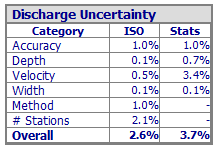 Discharge Uncertainty
Category ISO Stats
Accuracy 1.0% 1.0%
Depth 0.1% 0.7%
Velocity 0.5% 3.4%
Width 0.1% 0.1%
Method 1.0% -
# Stations 2.1% -
Overall 2.6% 3.7%